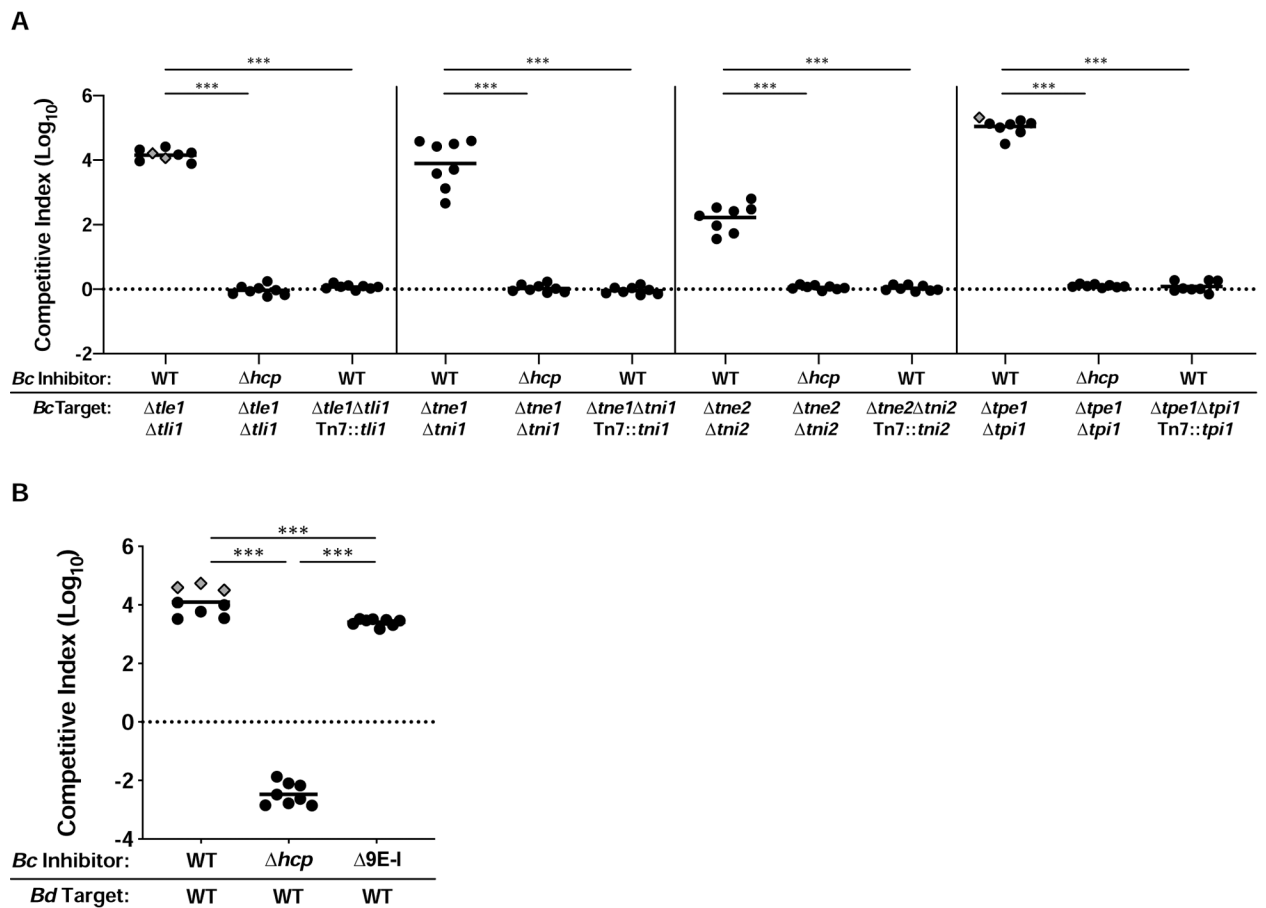 A
*** *** *** ***
*** *** *** ***
6
4
2
0
-2
Competitive Index (Log10)
Bc Inhibitor: WT Δhcp WT WT Δhcp WT WT Δhcp WT WT Δhcp WT
Bc Target: Δtle1 Δtle1 Δtle1Δtli1 Δtne1 Δtne1 Δtne1Δtni1 Δtne2 Δtne2 Δtne2Δtni2 Δtpe1 Δtpe1 Δtpe1Δtpi1
Δtli1 Δtli1 Tn7::tli1 Δtni1 Δtni1 Tn7::tni1 Δtni2 Δtni2 Tn7::tni2 Δtpi1 Δtpi1 Tn7::tpi1
B
***
*** ***
6
4
2
0
-2
-4
Competitive Index (Log10)
Bc Inhibitor: WT Δhcp Δ9E-I
Bd Target: WT WT WT